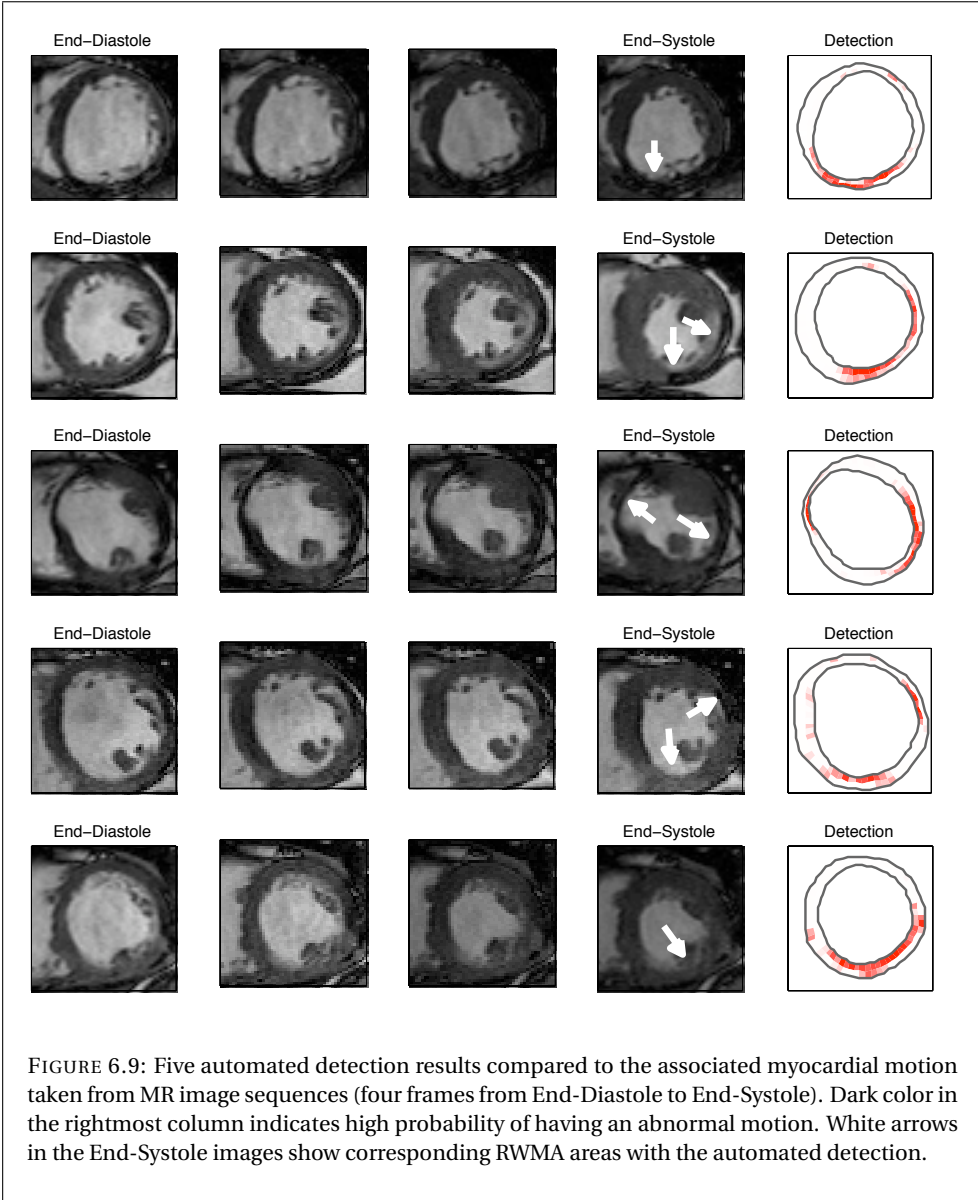 End−Diastole End−Systole Detection
End−Diastole End−Systole Detection
End−Diastole End−Systole Detection
End−Diastole End−Systole Detection
End−Diastole End−Systole Detection
FIGURE 6.9: Five automated detection results compared to the associated myocardial motion
taken from MR image sequences (four frames from End-Diastole to End-Systole). Dark color in
the rightmost column indicates high probability of having an abnormal motion. White arrows
in the End-Systole images show corresponding RWMA areas with the automated detection.